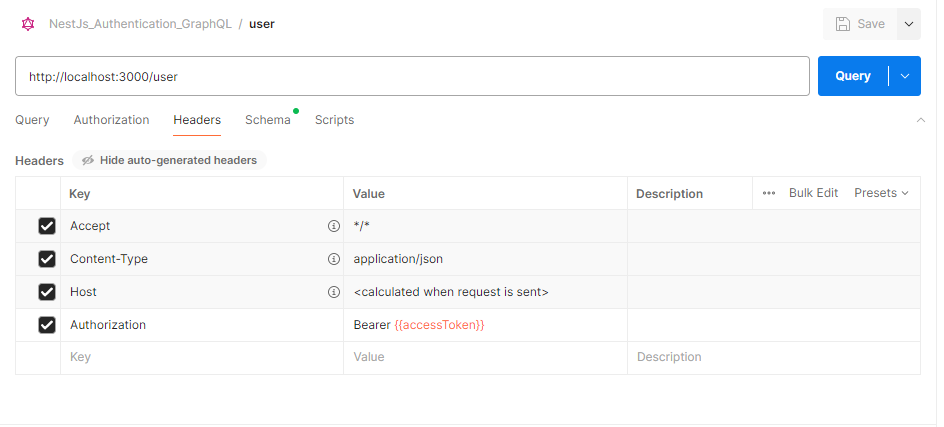 NestJs_Authentication_GraphQL / user
Save
http://localhost:3000/user
Query
Query Authorization Headers Schema Scripts
Headers Hide auto-generated headers
Key Value Description ••• Bulk Edit Presets
Accept */*
Content-Type application/json
Host <calculated when request is sent>
Authorization Bearer {{accessToken}}
Key Value Description